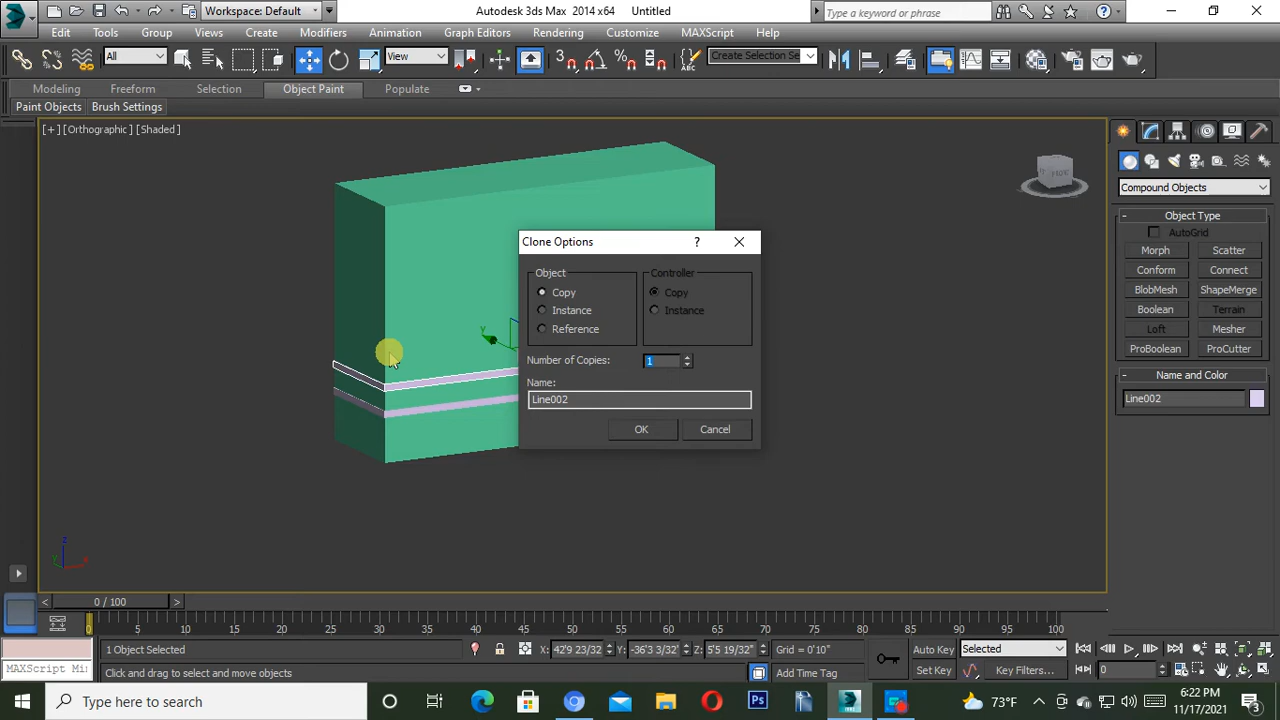 Workspace: Default
Autodesk 3ds Max 2014 x64 Untitled
Type a keyword or phrase
Edit Tools Group Views Create Modifiers Animation Graph Editors Rendering Customize MAXScript Help
All View 3 Create Selection Se
Modeling Freeform Selection Object Paint Populate
Paint Objects Brush Settings
[+] [Orthographic] [Shaded]
Compound Objects
Object Type
AutoGrid
Morph Scatter
Conform Connect
BlobMesh ShapeMerge
Boolean Terrain
Loft Mesher
ProBoolean ProCutter
Name and Color
Line002
Clone Options ?
Object Controller
Copy Copy
Instance Instance
Reference
Number of Copies: 1
Name:
Line002
OK Cancel
y
z
y x
0 / 100
0 5 10 15 20 25 30 35 40 45 50 55 60 65 70 75 80 85 90 95 100
1 Object Selected X: 42'9 23/32 Y: -36'3 3/32" Z: 5'5 19/32" Grid = 0'10" Auto Key Selected
MAXScript Mi Click and drag to select and move objects Add Time Tag Set Key Key Filters... 0
Type here to search Ps 73°F 6:22 PM
11/17/2021 3